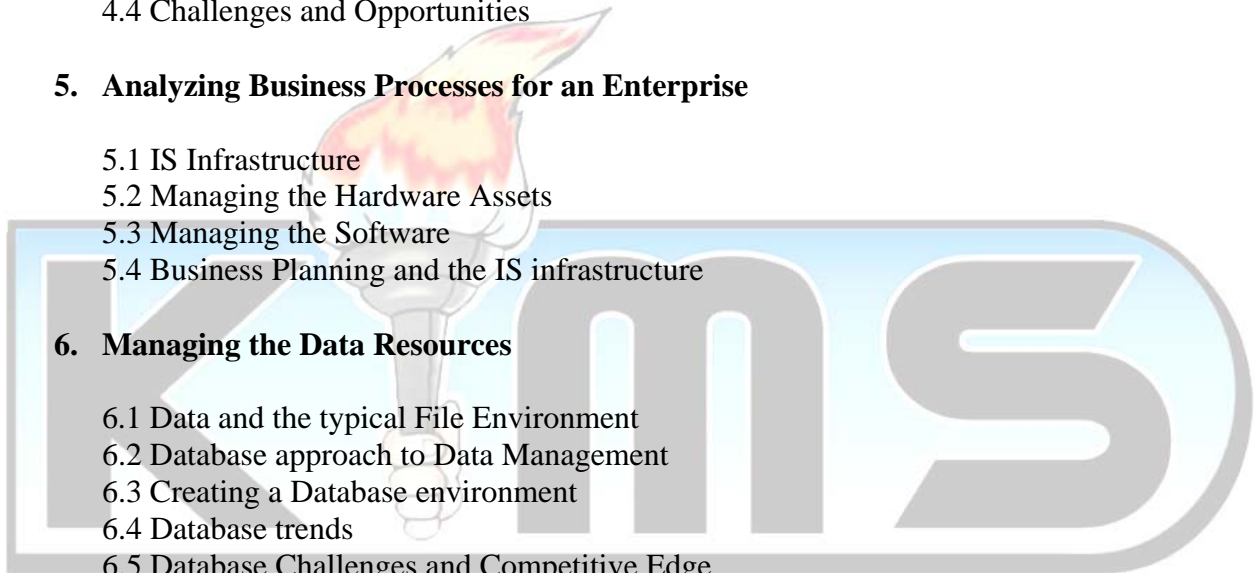 4.4 Challenges and Opportunities
5. Analyzing Business Processes for an Enterprise
5.1 IS Infrastructure
5.2 Managing the Hardware Assets
5.3 Managing the Software
5.4 Business Planning and the IS infrastructure
6. Managing the Data Resources
6.1 Data and the typical File Environment
6.2 Database approach to Data Management
6.3 Creating a Database environment
6.4 Database trends
6.5 Database Challenges and Competitive Edge
KIMS